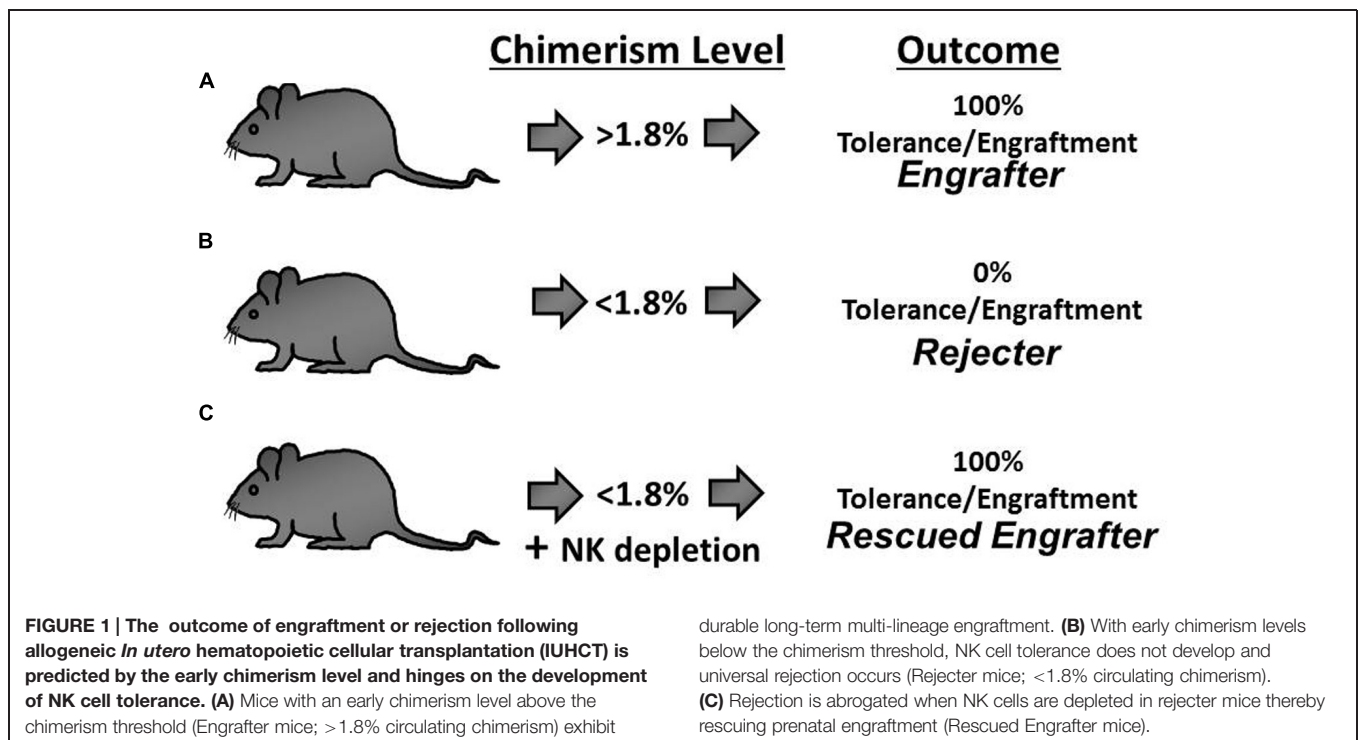 Chimerism Level Outcome
A
>1.8%
100%
Tolerance/Engraftment
Engrafter
B
<1.8%
0%
Tolerance/Engraftment
Rejecter
C
<1.8%
+ NK depletion
100%
Tolerance/Engraftment
Rescued Engrafter
FIGURE 1 | The outcome of engraftment or rejection following
allogeneic In utero hematopoietic cellular transplantation (IUHCT) is
predicted by the early chimerism level and hinges on the development
of NK cell tolerance. (A) Mice with an early chimerism level above the
chimerism threshold (Engrafter mice; >1.8% circulating chimerism) exhibit
durable long-term multi-lineage engraftment. (B) With early chimerism levels
below the chimerism threshold, NK cell tolerance does not develop and
universal rejection occurs (Rejecter mice; <1.8% circulating chimerism).
(C) Rejection is abrogated when NK cells are depleted in rejecter mice thereby
rescuing prenatal engraftment (Rescued Engrafter mice).